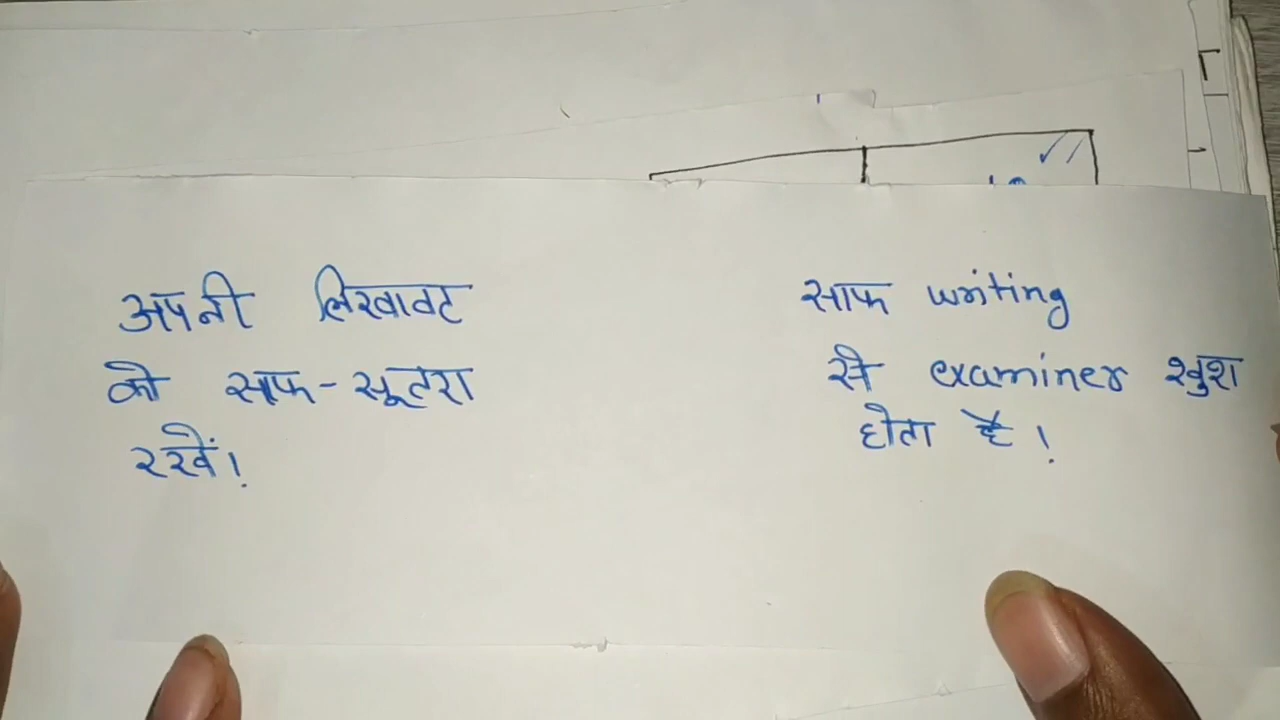 अपनी लिखावट
को साफ-सूतरा
रखें!
साफ writing
से examiner खुश
होता है!